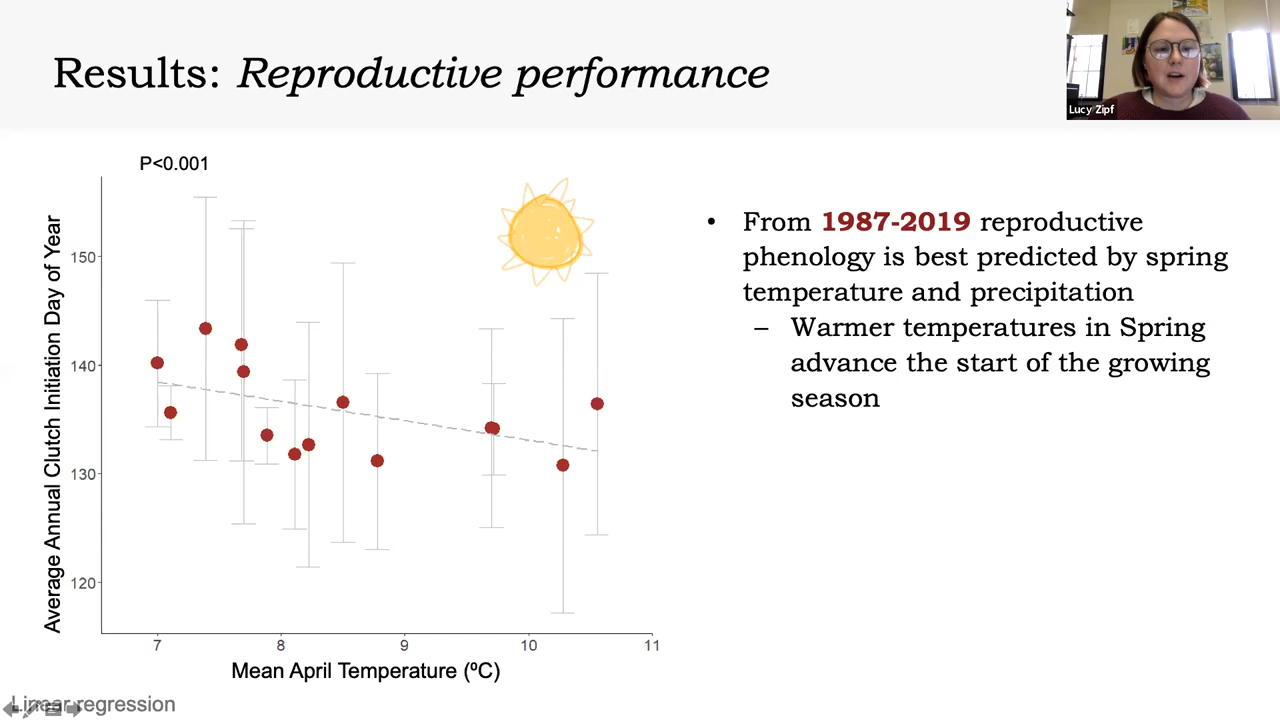 Results: Reproductive performance
Lucy Zipf
P<0.001
Average Annual Clutch Initiation Day of Year
150
140
130
120
7 8 9 10 11
Mean April Temperature (ºC)
Linear regression
• From 1987-2019 reproductive
phenology is best predicted by spring
temperature and precipitation
– Warmer temperatures in Spring
advance the start of the growing
season